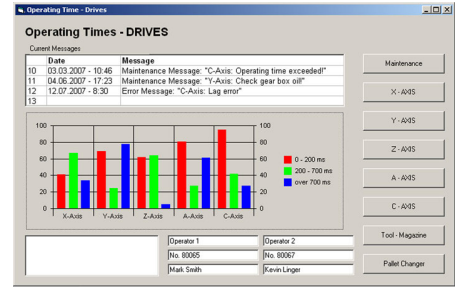 Operating Time - Drives
Operating Times - DRIVES
Current Messages
Date Message
10 03.03.2007 - 10:46 Maintenance Message: "C-Axis: Operating time exceeded!"
11 04.06.2007 - 17:23 Maintenance Message: "Y-Axis: Check gear box oil!"
12 12.07.2007 - 8:30 Error Message: "C-Axis: Lag error"
13
Maintenance
X - AXIS
Y - AXIS
Z - AXIS
A - AXIS
C - AXIS
Tool - Magazine
Pallet Changer
100 100
80 80
60 60
40 40
20 20
0 0
X-Axis Y-Axis Z-Axis A-Axis C-Axis
0 - 200 ms
200 - 700 ms
over 700 ms
Operator 1 Operator 2
No. 80065 No. 80067
Mark Smith Kevin Linger